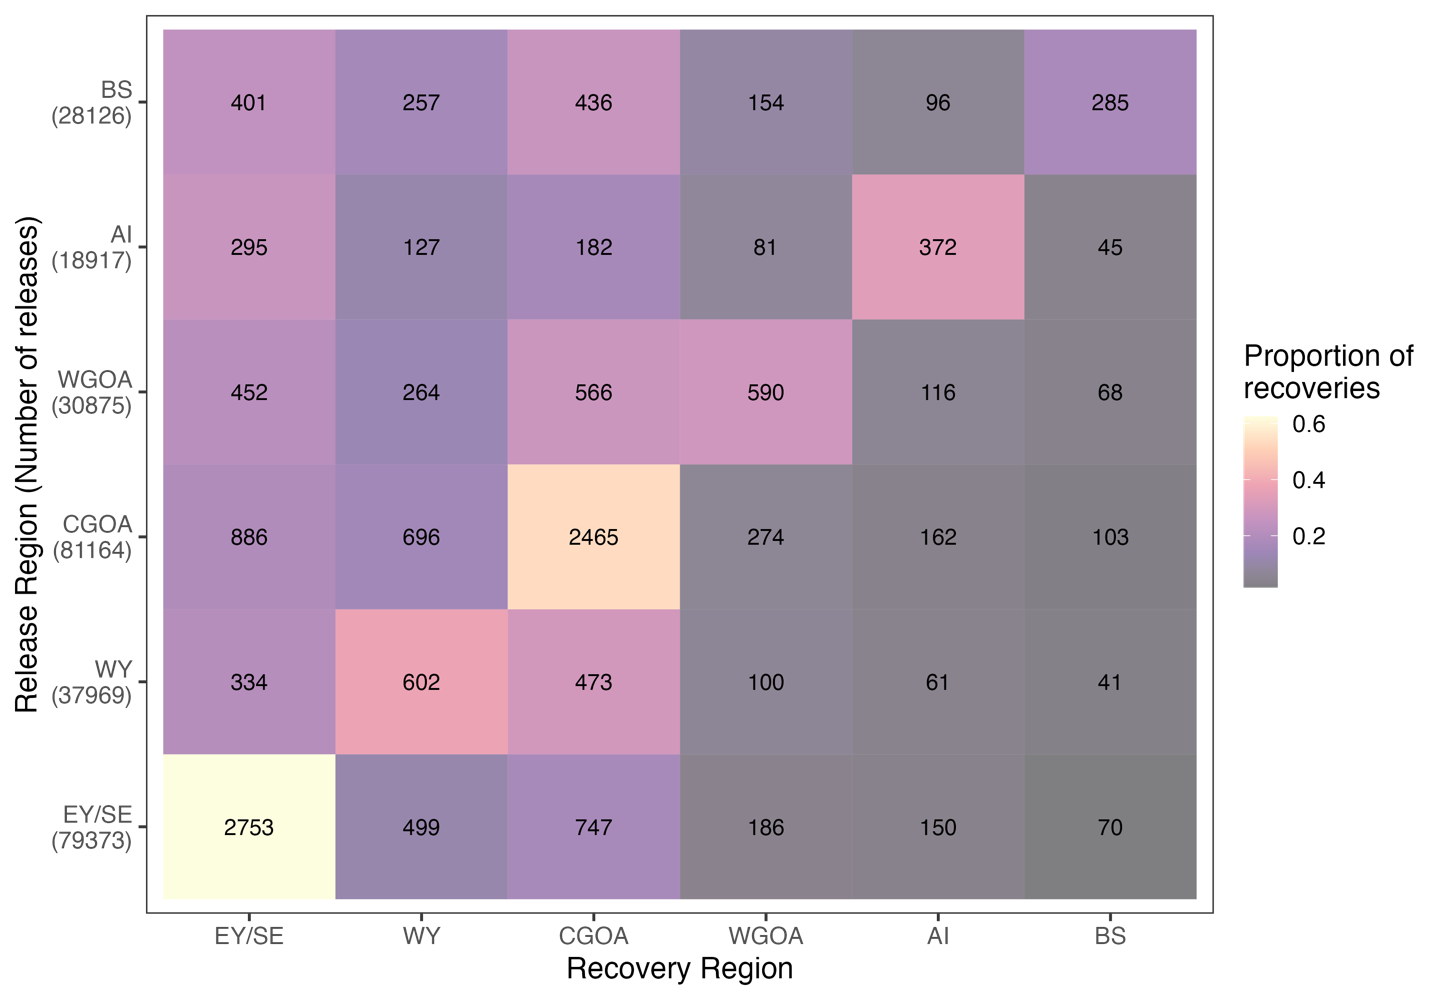 BS
(28126)
401 257 436 154 96 285
AI
(18917)
295 127 182 81 372 45
WGOA
(30875)
452 264 566 590 116 68
CGOA
(81164)
886 696 2465 274 162 103
WY
(37969)
334 602 473 100 61 41
EY/SE
(79373)
2753 499 747 186 150 70
EY/SE WY CGOA WGOA AI BS
Recovery Region
Release Region (Number of releases)
Proportion of
recoveries
0.6
0.4
0.2